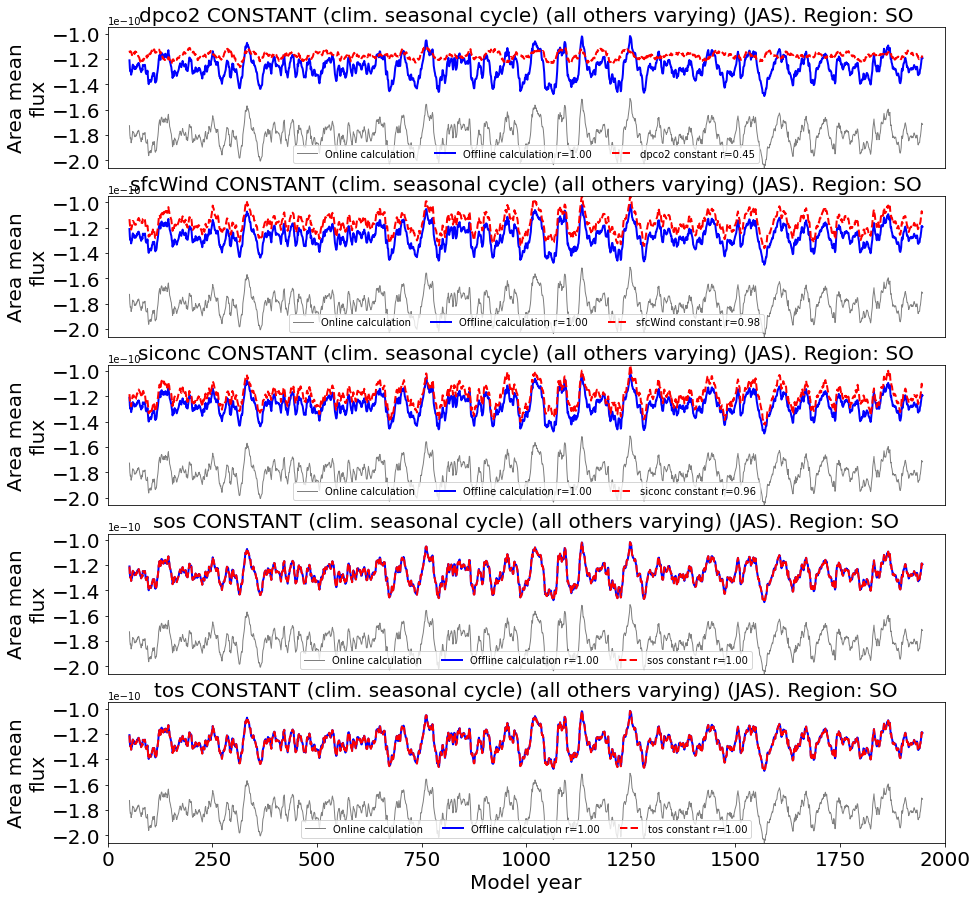 1e−10
dpco2 CONSTANT (clim. seasonal cycle) (all others varying) (JAS). Region: SO
Area mean
flux
−1.0
−1.2
−1.4
−1.6
−1.8
−2.0
Online calculation
Offline calculation r=1.00
dpco2 constant r=0.45
1e−10
sfcWind CONSTANT (clim. seasonal cycle) (all others varying) (JAS). Region: SO
Area mean
flux
−1.0
−1.2
−1.4
−1.6
−1.8
−2.0
Online calculation
Offline calculation r=1.00
sfcWind constant r=0.98
1e−10
siconc CONSTANT (clim. seasonal cycle) (all others varying) (JAS). Region: SO
Area mean
flux
−1.0
−1.2
−1.4
−1.6
−1.8
−2.0
Online calculation
Offline calculation r=1.00
siconc constant r=0.96
1e−10
sos CONSTANT (clim. seasonal cycle) (all others varying) (JAS). Region: SO
Area mean
flux
−1.0
−1.2
−1.4
−1.6
−1.8
−2.0
Online calculation
Offline calculation r=1.00
sos constant r=1.00
1e−10
tos CONSTANT (clim. seasonal cycle) (all others varying) (JAS). Region: SO
Area mean
flux
−1.0
−1.2
−1.4
−1.6
−1.8
−2.0
Online calculation
Offline calculation r=1.00
tos constant r=1.00
0 250 500 750 1000 1250 1500 1750 2000
Model year